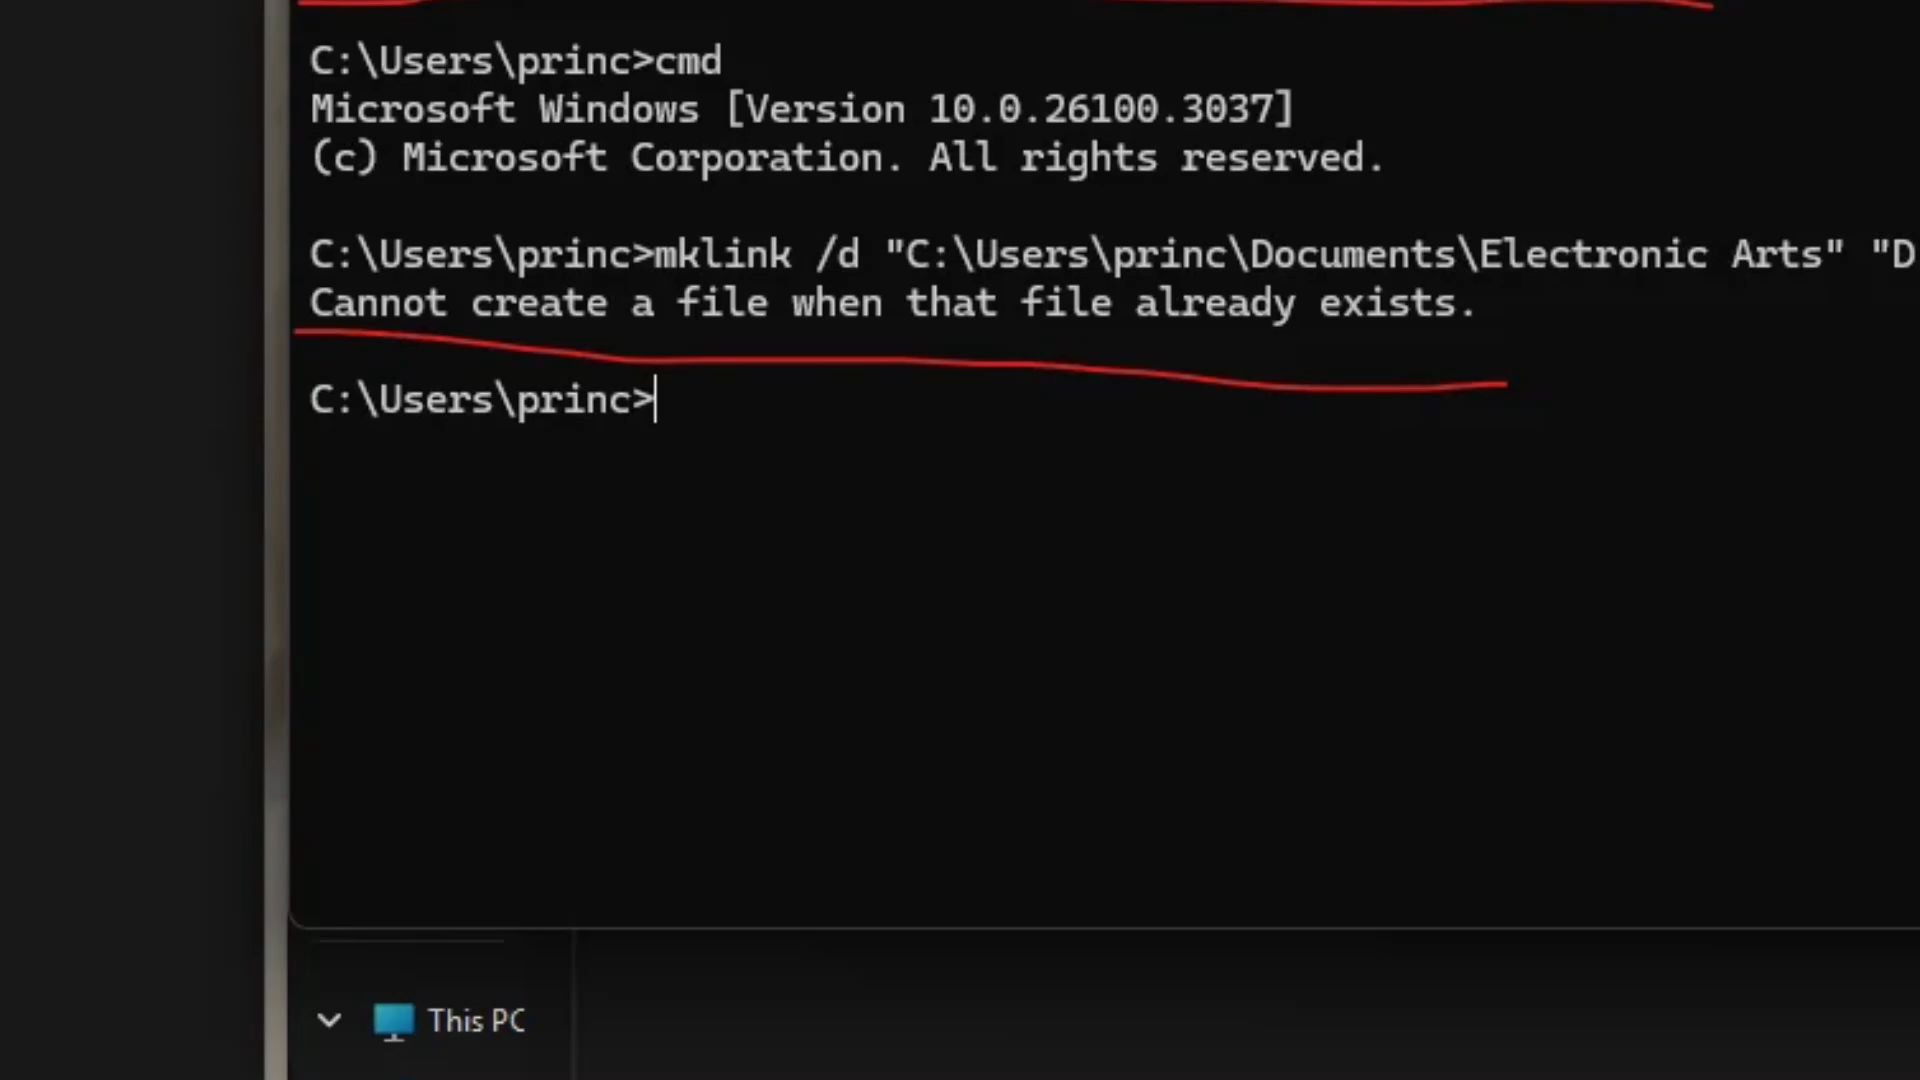 C:\Users\princ>cmd
Microsoft Windows [Version 10.0.26100.3037]
(c) Microsoft Corporation. All rights reserved.
C:\Users\princ>mklink /d "C:\Users\princ\Documents\Electronic Arts" "D
Cannot create a file when that file already exists.
C:\Users\princ>
This PC